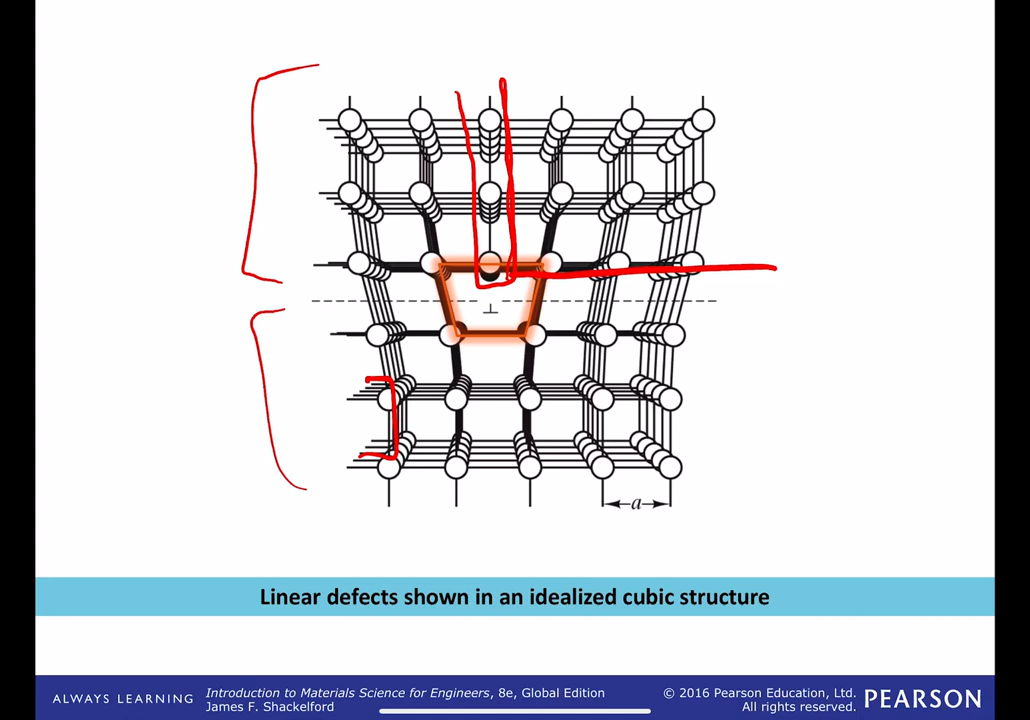 ⊥
a
Linear defects shown in an idealized cubic structure
ALWAYS LEARNING
Introduction to Materials Science for Engineers, 8e, Global Edition
James F. Shackelford
© 2016 Pearson Education, Ltd.
All rights reserved.
PEARSON